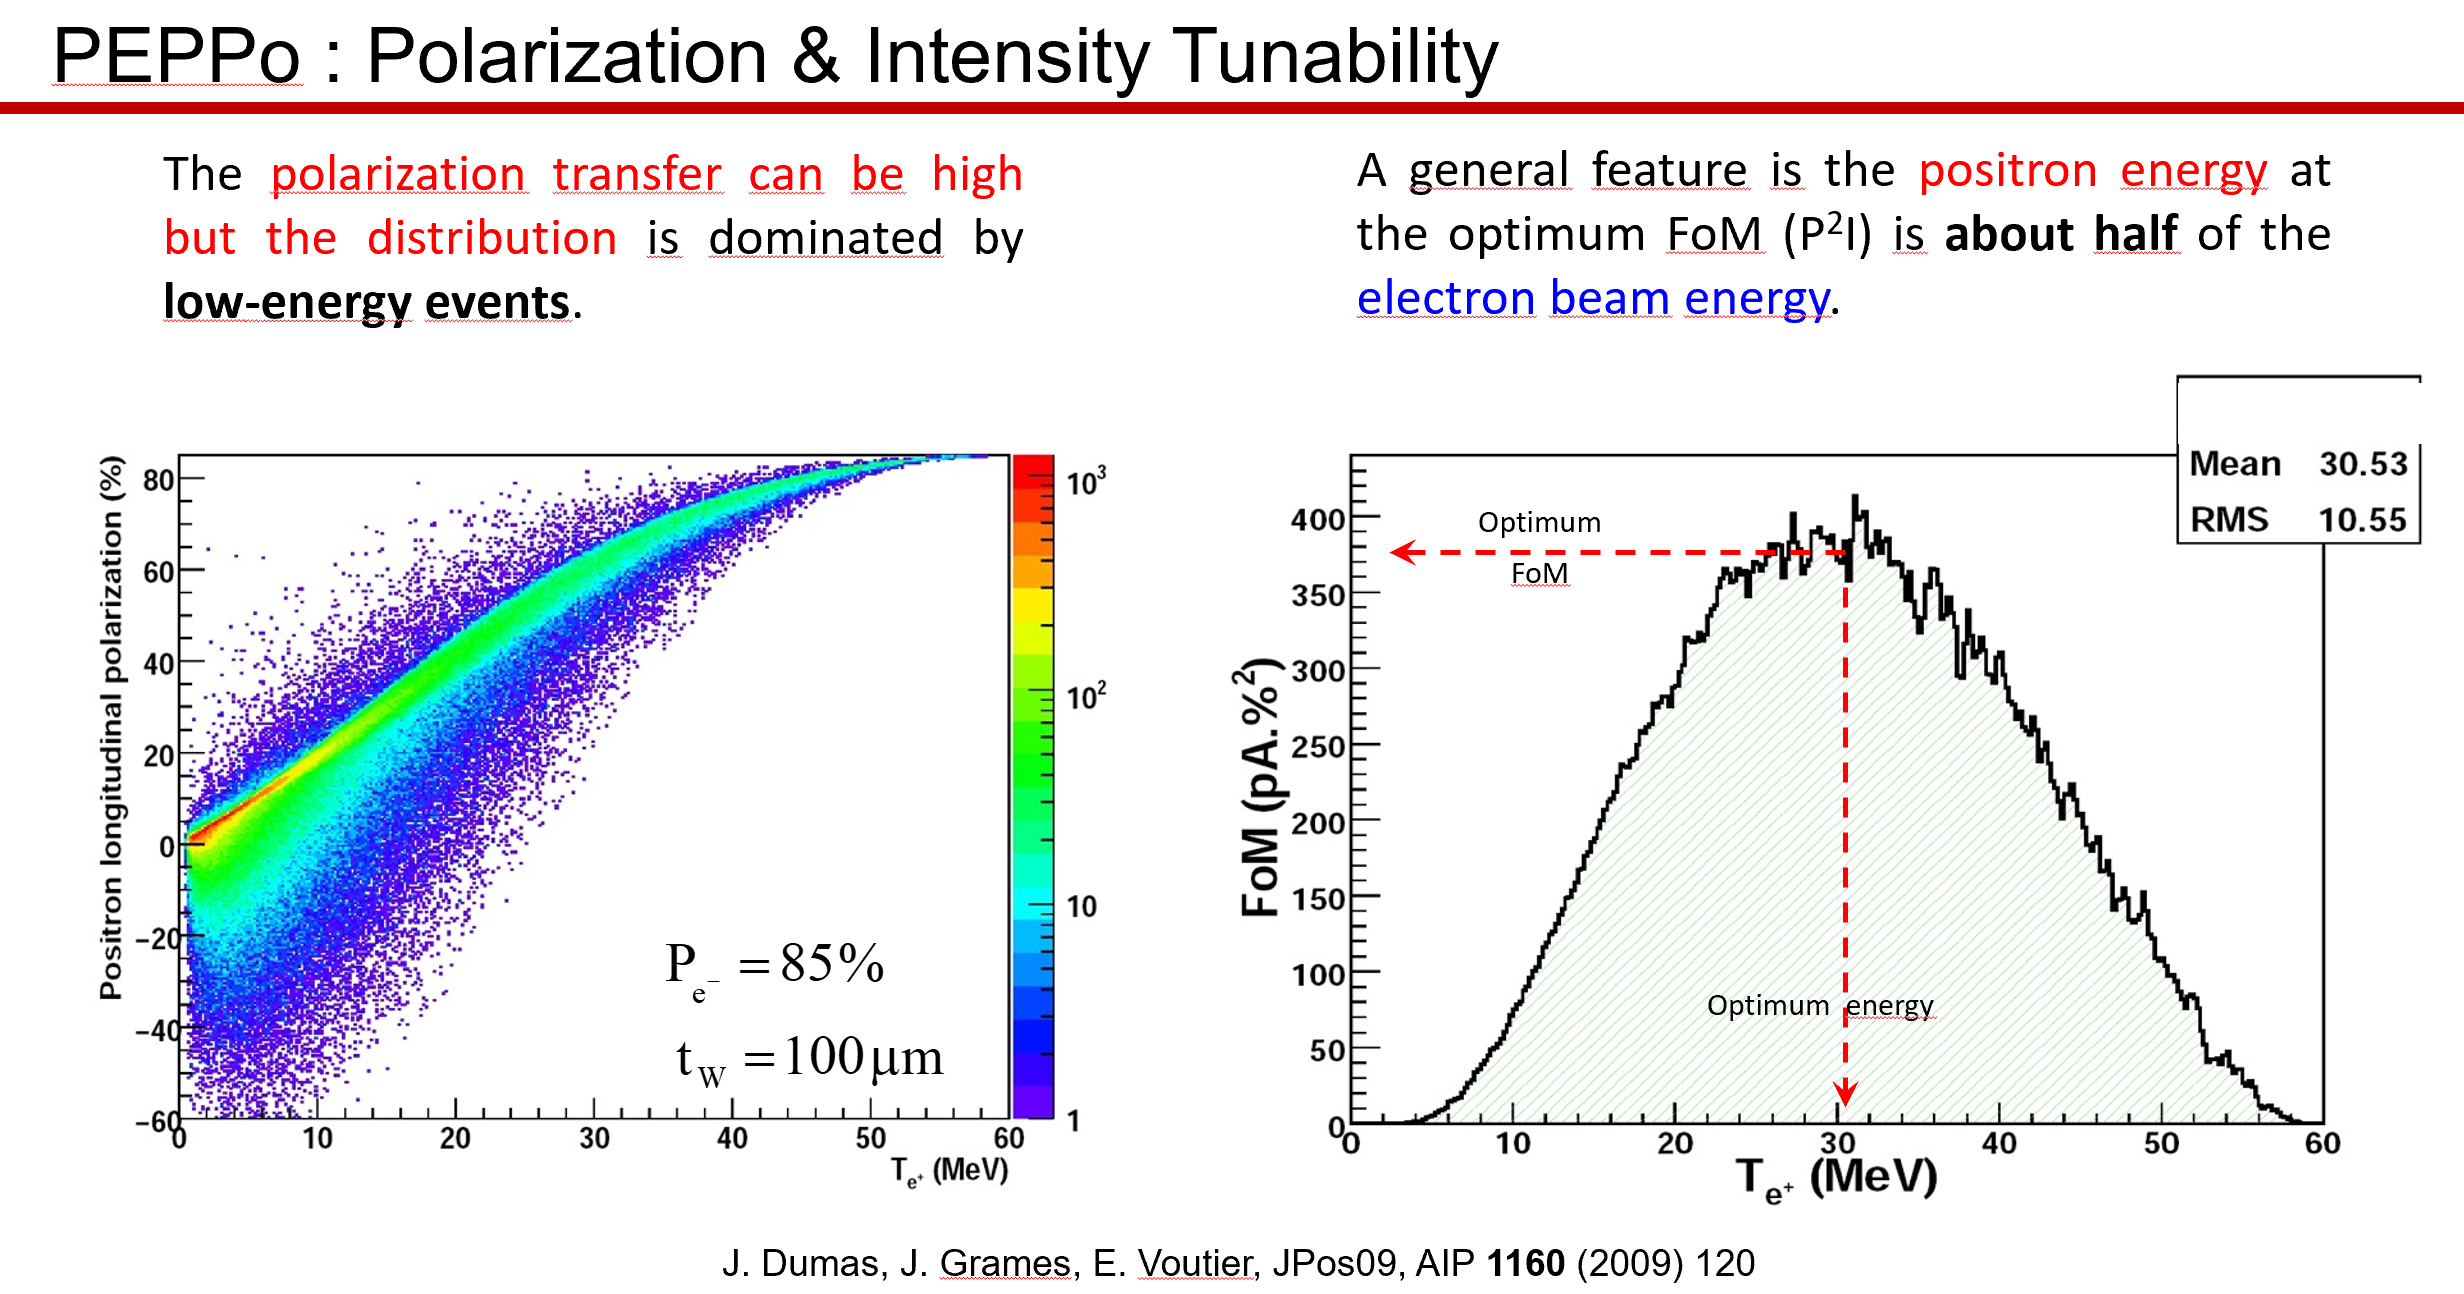 PEPPo : Polarization & Intensity Tunability
The polarization transfer can be high
but the distribution is dominated by
low-energy events.
A general feature is the positron energy at
the optimum FoM (P²I) is about half of the
electron beam energy.
Positron longitudinal polarization (%)
80
60
40
20
0
−20
−40
−60
0 10 20 30 40 50 60
Te⁺ (MeV)
Pe⁻ = 85%
tW = 100 µm
10³
10²
10
1
Mean 30.53
RMS 10.55
FoM (pA.%²)
400
350
300
250
200
150
100
50
0
Optimum
FoM
Optimum energy
0 10 20 30 40 50 60
Te⁺ (MeV)
J. Dumas, J. Grames, E. Voutier, JPos09, AIP 1160 (2009) 120